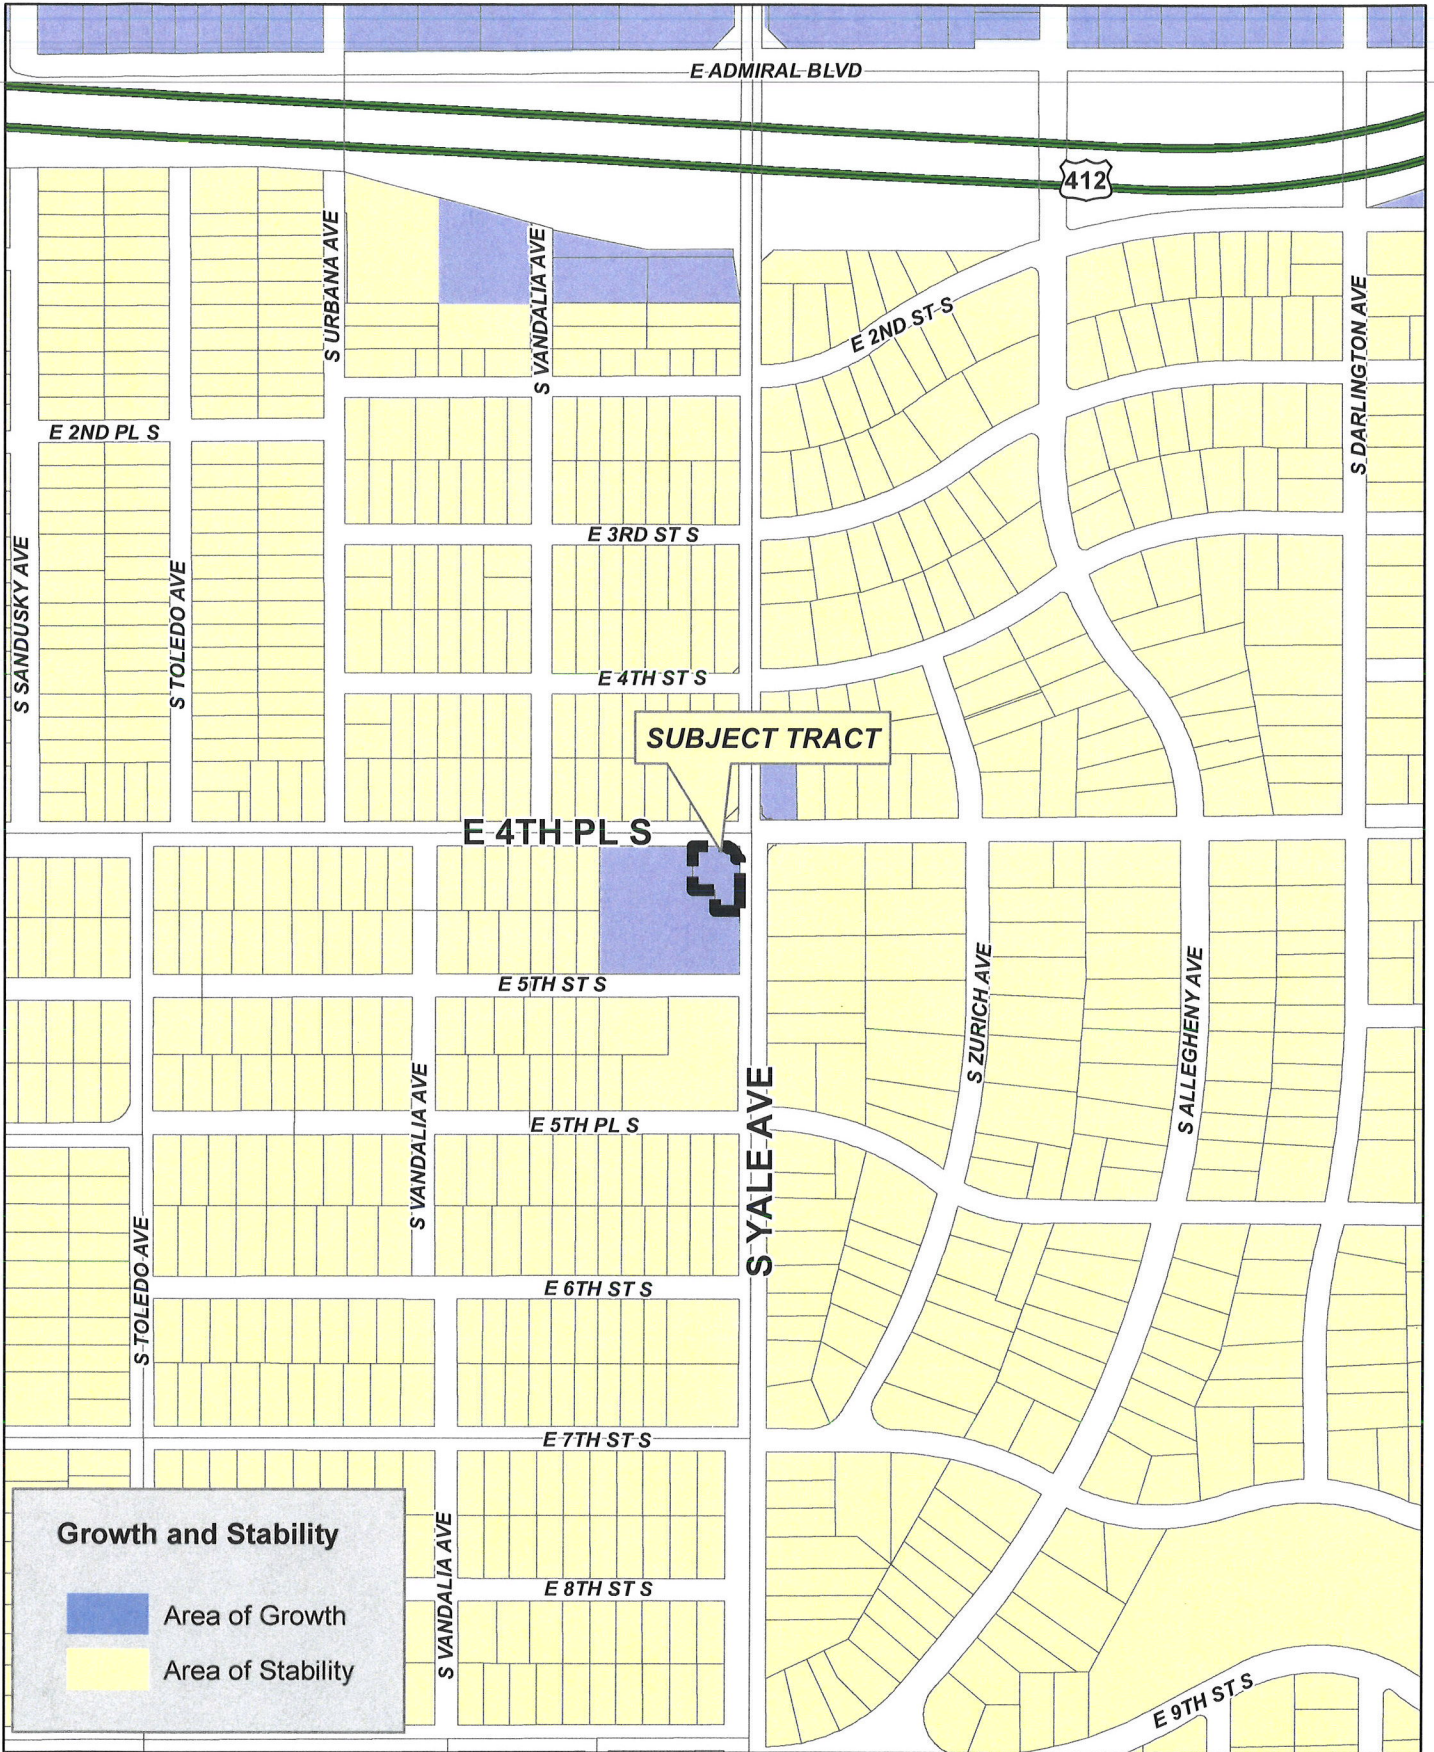 E ADMIRAL BLVD
412
S URBANA AVE
S VANDALIA AVE
E 2ND ST S
S DARLINGTON AVE
E 2ND PL S
E 3RD ST S
S SANDUSKY AVE
S TOLEDO AVE
E 4TH ST S
SUBJECT TRACT
E 4TH PL S
E 5TH ST S
S ZURICH AVE
S ALLEGHENY AVE
S VANDALIA AVE
S YALE AVE
E 5TH PL S
S TOLEDO AVE
E 6TH ST S
E 7TH ST S
Growth and Stability
S VANDALIA AVE
E 8TH ST S
Area of Growth
Area of Stability
E 9TH ST S